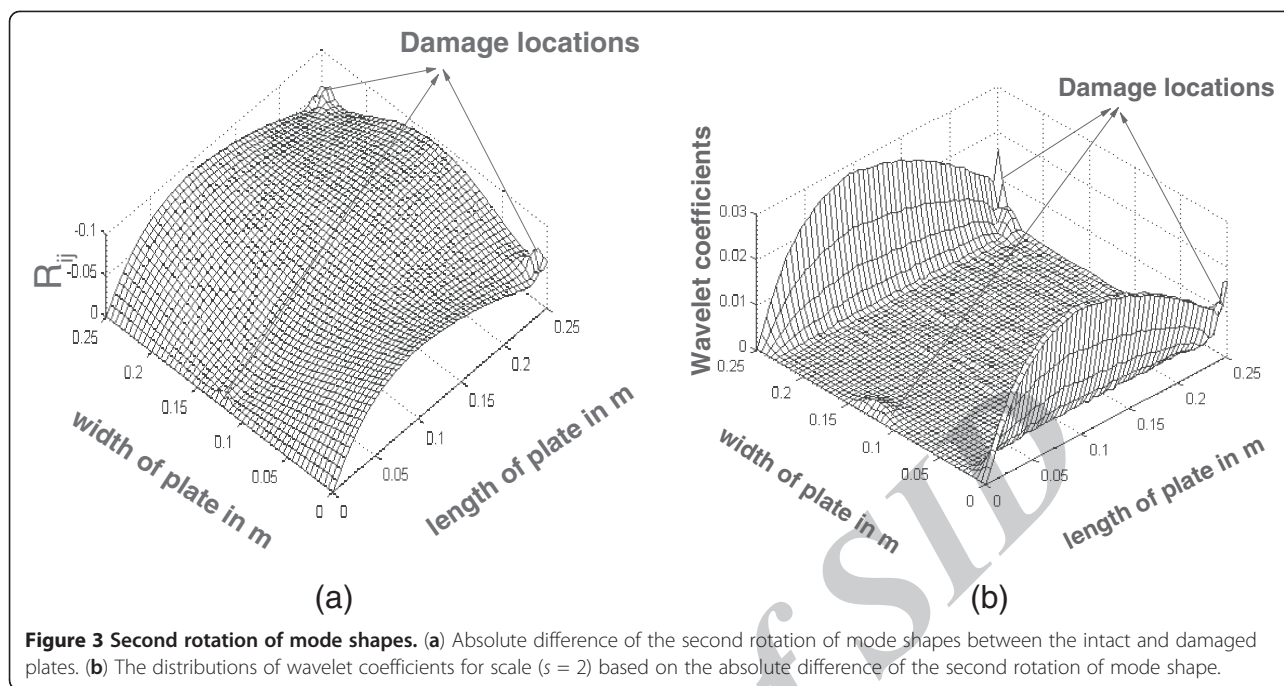 Damage locations
R_ij
-0.1
-0.05
0
0.25
0.2
0.15
0.1
0.05
0
0
0.05
0.1
0.15
0.2
0.25
width of plate in m
length of plate in m
(a)
Damage locations
Wavelet coefficients
0.03
0.02
0.01
0
0.25
0.2
0.15
0.1
0.05
0
0
0.05
0.1
0.15
0.2
0.25
width of plate in m
length of plate in m
(b)
of SID
Figure 3 Second rotation of mode shapes. (a) Absolute difference of the second rotation of mode shapes between the intact and damaged
plates. (b) The distributions of wavelet coefficients for scale (s = 2) based on the absolute difference of the second rotation of mode shape.